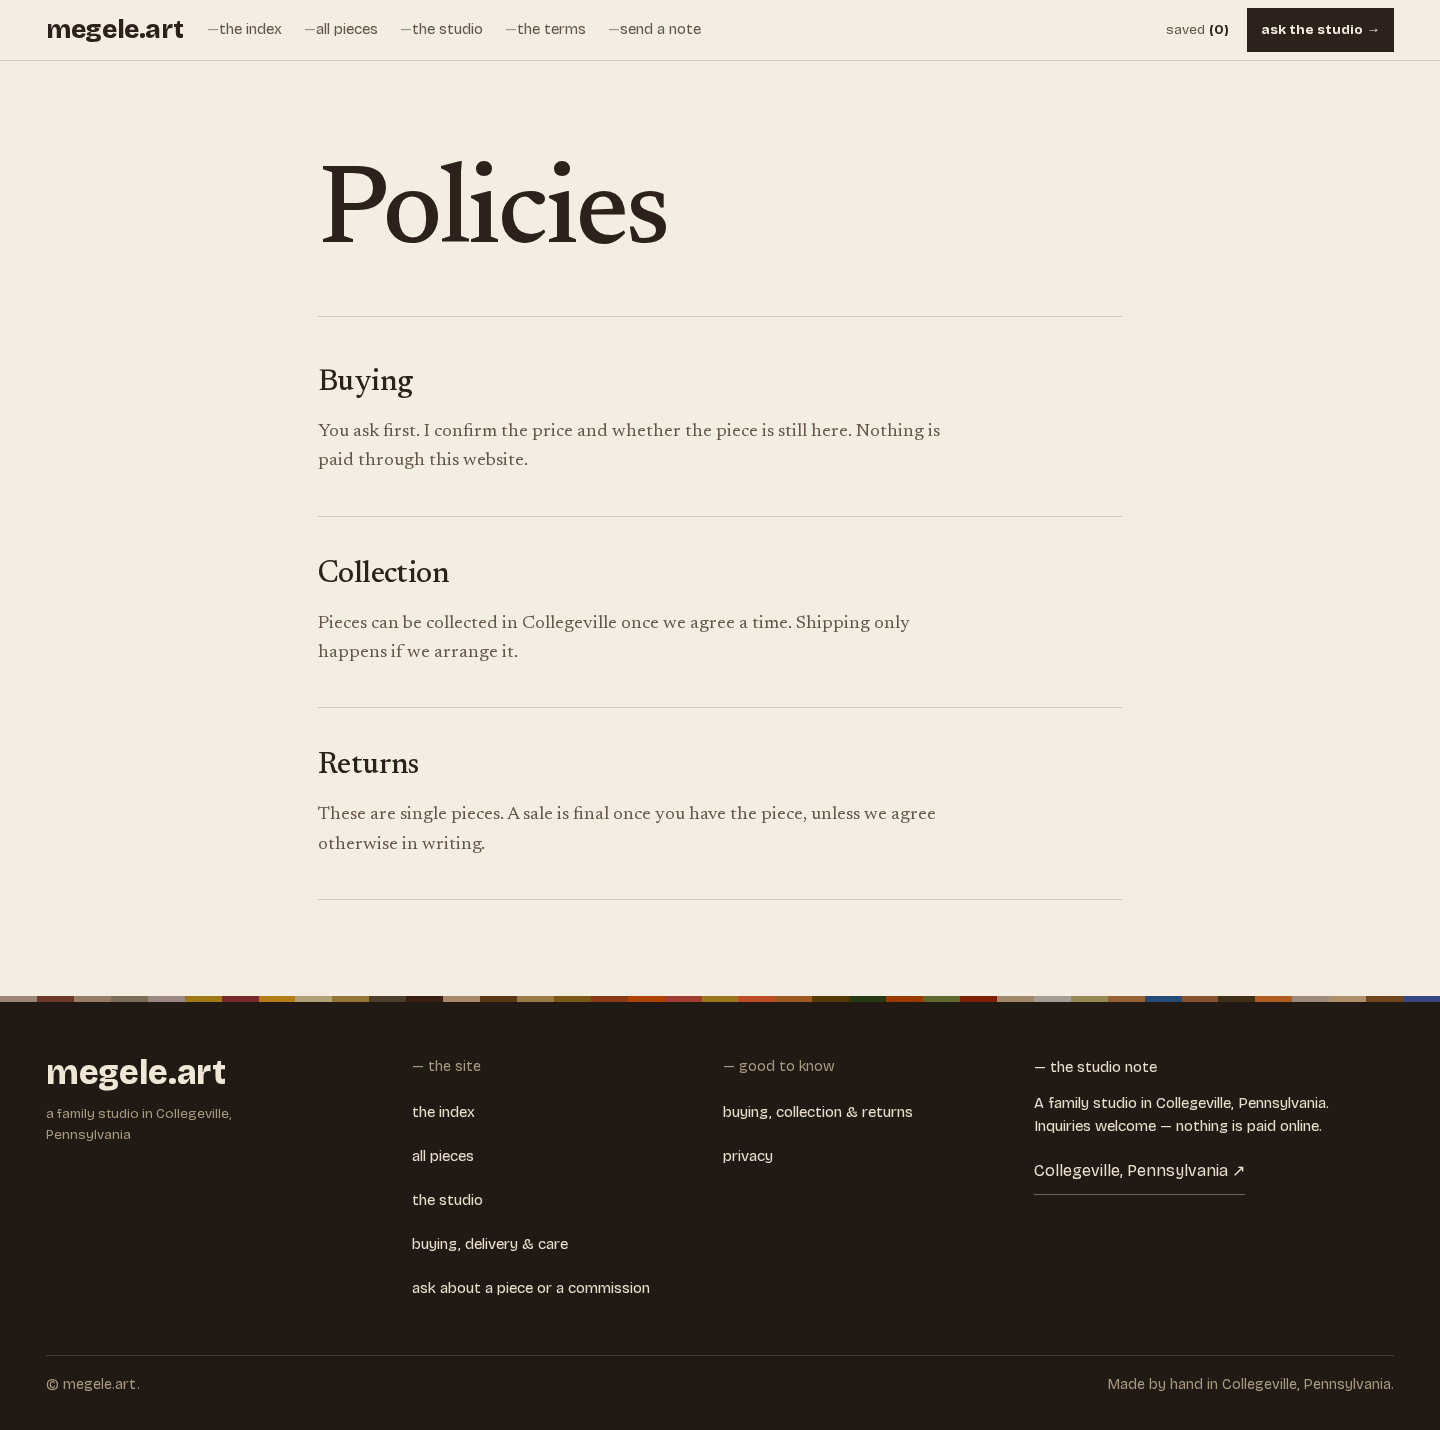 megele.art
—the index
—all pieces
—the studio
—the terms
—send a note
saved (0)
ask the studio →
Policies
Buying
You ask first. I confirm the price and whether the piece is still here. Nothing is
paid through this website.
Collection
Pieces can be collected in Collegeville once we agree a time. Shipping only
happens if we arrange it.
Returns
These are single pieces. A sale is final once you have the piece, unless we agree
otherwise in writing.
megele.art
a family studio in Collegeville,
Pennsylvania
— the site
the index
all pieces
the studio
buying, delivery & care
ask about a piece or a commission
— good to know
buying, collection & returns
privacy
— the studio note
A family studio in Collegeville, Pennsylvania.
Inquiries welcome — nothing is paid online.
Collegeville, Pennsylvania ↗
© megele.art.
Made by hand in Collegeville, Pennsylvania.